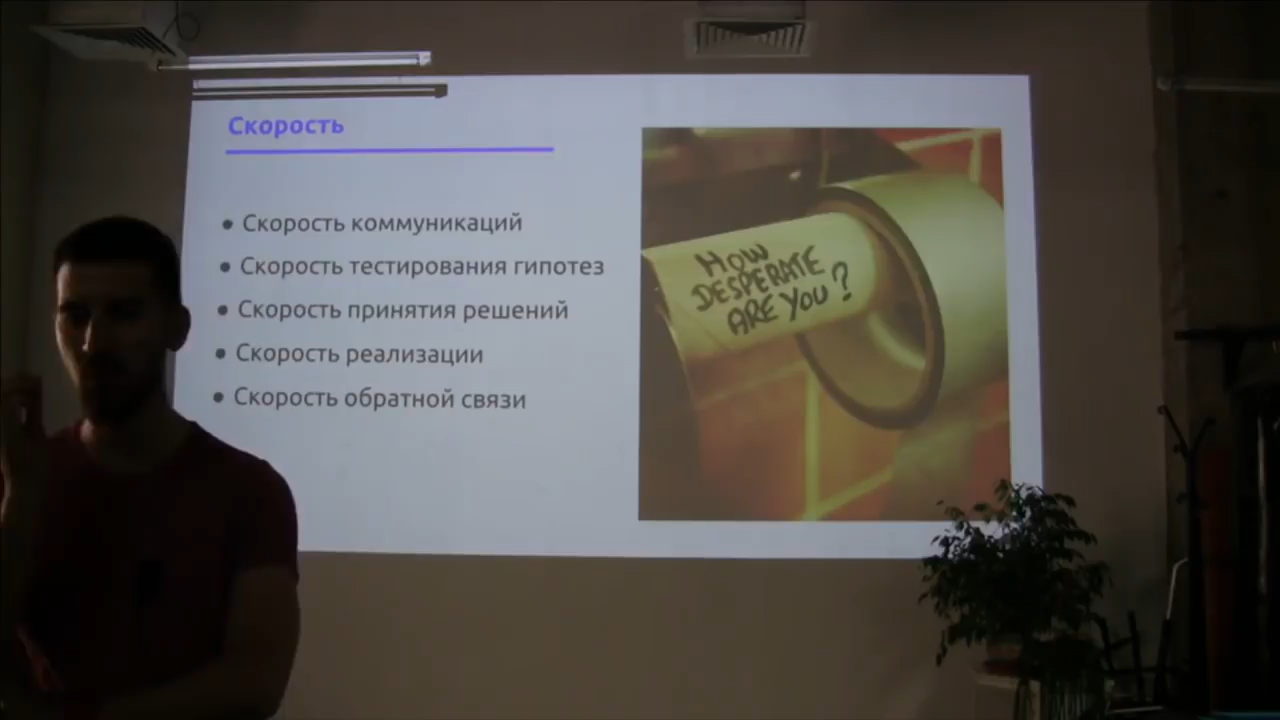 Скорость
• Скорость коммуникаций
• Скорость тестирования гипотез
• Скорость принятия решений
• Скорость реализации
• Скорость обратной связи
HOW
DESPERATE
ARE YOU?